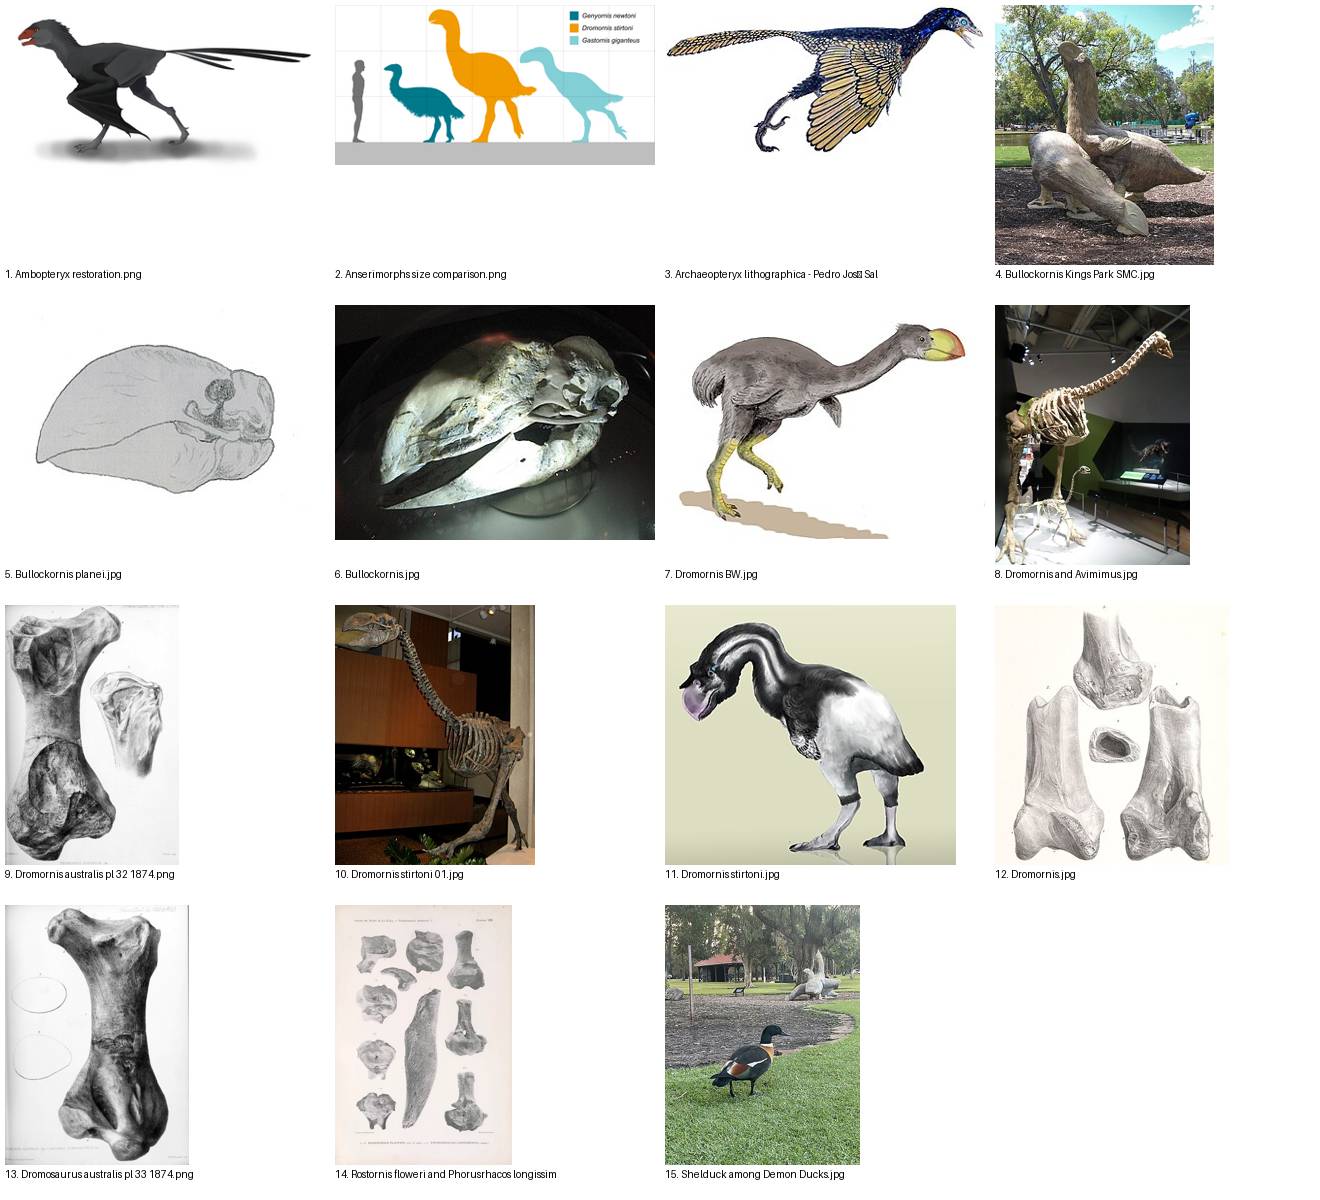 Genyornis newtoni
Dromornis stirtoni
Gastornis giganteus
1. Ambopteryx restoration.png
2. Anserimorphs size comparison.png
3. Archaeopteryx lithographica - Pedro Jos� Sal
4. Bullockornis Kings Park SMC.jpg
5. Bullockornis planei.jpg
6. Bullockornis.jpg
7. Dromornis BW.jpg
8. Dromornis and Avimimus.jpg
9. Dromornis australis pl 32 1874.png
10. Dromornis stirtoni 01.jpg
11. Dromornis stirtoni.jpg
12. Dromornis.jpg
13. Dromosaurus australis pl 33 1874.png
14. Rostornis floweri and Phorusrhacos longissim
15. Shelduck among Demon Ducks.jpg